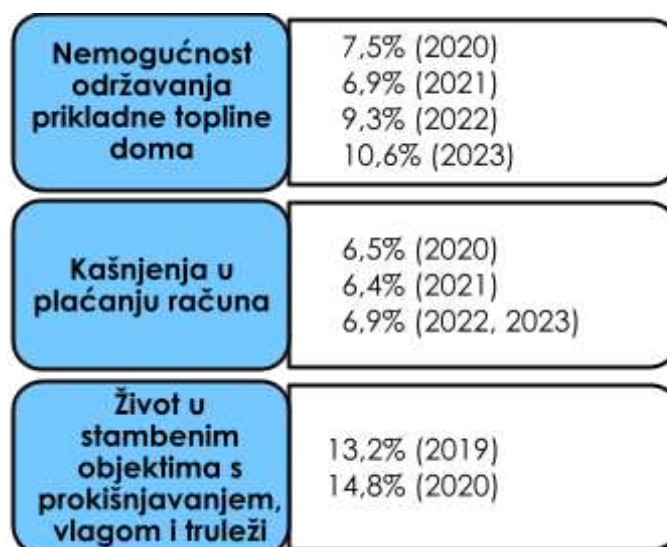 Nemogućnost
održavanja
prikladne topline
doma
7,5% (2020)
6,9% (2021)
9,3% (2022)
10,6% (2023)
Kašnjenja u
plaćanju računa
6,5% (2020)
6,4% (2021)
6,9% (2022, 2023)
Život u
stambenim
objektima s
prokišnjavanjem,
vlagom i truleži
13,2% (2019)
14,8% (2020)